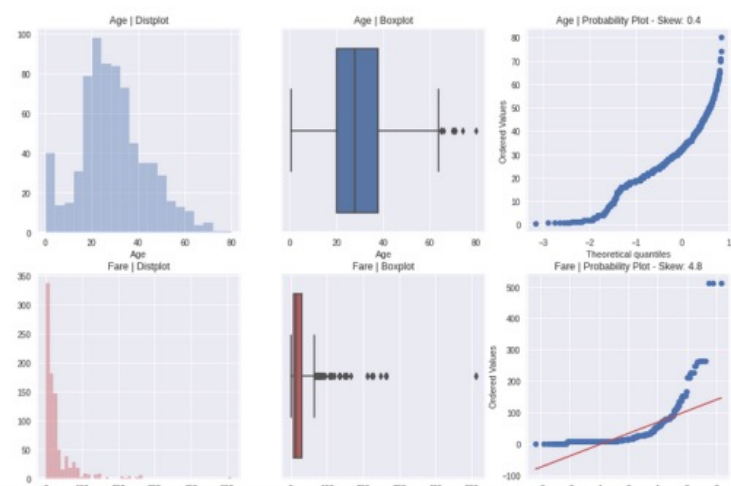 Age | Distplot
Age | Boxplot
Age | Probability Plot - Skew: 0.4
100
80
60
40
20
0
0 20 40 60 80
Age
0 20 40 60 80
Age
Ordered Values
80
70
60
50
40
30
20
10
0
−3 −2 −1 0 1
Theoretical quantiles
Fare | Distplot
Fare | Boxplot
Fare | Probability Plot - Skew: 4.8
350
300
250
200
150
100
50
0
Ordered Values
500
400
300
200
100
0
−100